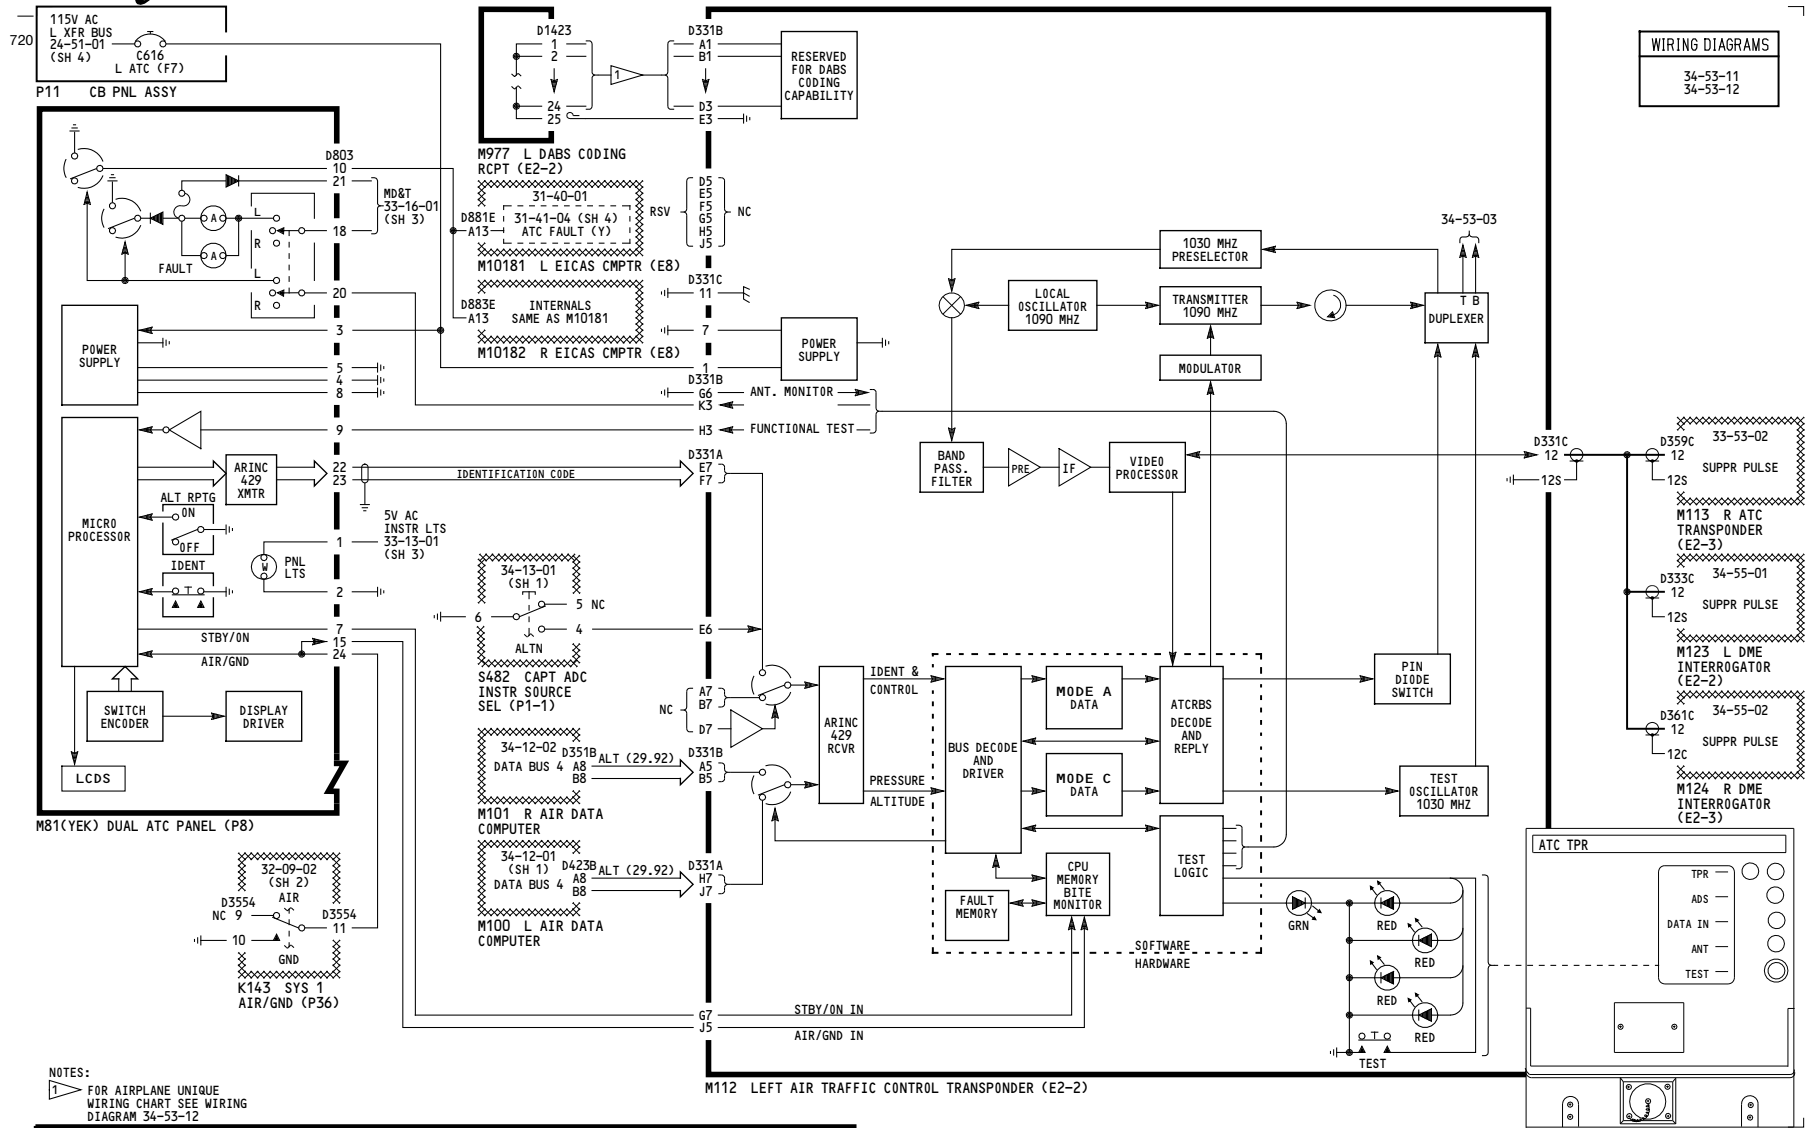 115V AC
L XFR BUS
24-51-01
(SH 4)
C616
L ATC (F7)
720
P11 CB PNL ASSY
D1423
1
2
24
25
1
D331B
A1
B1
D3
E3
RESERVED
FOR DABS
CODING
CAPABILITY
M977 L DABS CODING
RCPT (E2-2)
WIRING DIAGRAMS
34-53-11
34-53-12
D803
10
21
MD&T
33-16-01
(SH 3)
18
L
R
A
A
FAULT
L
R
20
31-40-01
31-41-04 (SH 4)
ATC FAULT (Y)
D881E
A13
M10181 L EICAS CMPTR (E8)
D883E
A13
INTERNALS
SAME AS M10181
M10182 R EICAS CMPTR (E8)
RSV
D5
E5
F5
G5
H5
J5
NC
D331C
11
7
1
POWER
SUPPLY
D331B
G6 ANT. MONITOR
K3
H3 FUNCTIONAL TEST
POWER
SUPPLY
3
5
4
8
9
MICRO
PROCESSOR
ARINC
429
XMTR
22
23
IDENTIFICATION CODE
D331A
E7
F7
ALT RPTG
ON
OFF
IDENT
T
W
PNL
LTS
1
2
5V AC
INSTR LTS
33-13-01
(SH 3)
STBY/ON
AIR/GND
7
15
24
SWITCH
ENCODER
DISPLAY
DRIVER
LCDS
M81(YEK) DUAL ATC PANEL (P8)
34-13-01
(SH 1)
6
5 NC
4
ALTN
E6
S482 CAPT ADC
INSTR SOURCE
SEL (P1-1)
NC
A7
B7
D7
34-12-02
DATA BUS 4
D351B
A8
B8
ALT (29.92)
D331B
A5
B5
M101 R AIR DATA
COMPUTER
34-12-01
(SH 1)
DATA BUS 4
D423B
A8
B8
ALT (29.92)
D331A
H7
J7
M100 L AIR DATA
COMPUTER
32-09-02
(SH 2)
AIR
D3554
NC 9
10
D3554
11
GND
K143 SYS 1
AIR/GND (P36)
1030 MHZ
PRESELECTOR
LOCAL
OSCILLATOR
1090 MHZ
TRANSMITTER
1090 MHZ
MODULATOR
34-53-03
T B
DUPLEXER
BAND
PASS.
FILTER
PRE
IF
VIDEO
PROCESSOR
ARINC
429
RCVR
IDENT &
CONTROL
PRESSURE
ALTITUDE
BUS DECODE
AND
DRIVER
MODE A
DATA
MODE C
DATA
ATCRBS
DECODE
AND
REPLY
TEST
LOGIC
CPU
MEMORY
BITE
MONITOR
FAULT
MEMORY
SOFTWARE
HARDWARE
PIN
DIODE
SWITCH
TEST
OSCILLATOR
1030 MHZ
D331C
12
12S
D359C
12
12S
33-53-02
SUPPR PULSE
M113 R ATC
TRANSPONDER
(E2-3)
D333C
12
12S
34-55-01
SUPPR PULSE
M123 L DME
INTERROGATOR
(E2-2)
D361C
12
12C
34-55-02
SUPPR PULSE
M124 R DME
INTERROGATOR
(E2-3)
GRN
RED
RED
RED
RED
T
TEST
ATC TPR
TPR
ADS
DATA IN
ANT
TEST
G7
J5
STBY/ON IN
AIR/GND IN
M112 LEFT AIR TRAFFIC CONTROL TRANSPONDER (E2-2)
NOTES:
1 FOR AIRPLANE UNIQUE
WIRING CHART SEE WIRING
DIAGRAM 34-53-12